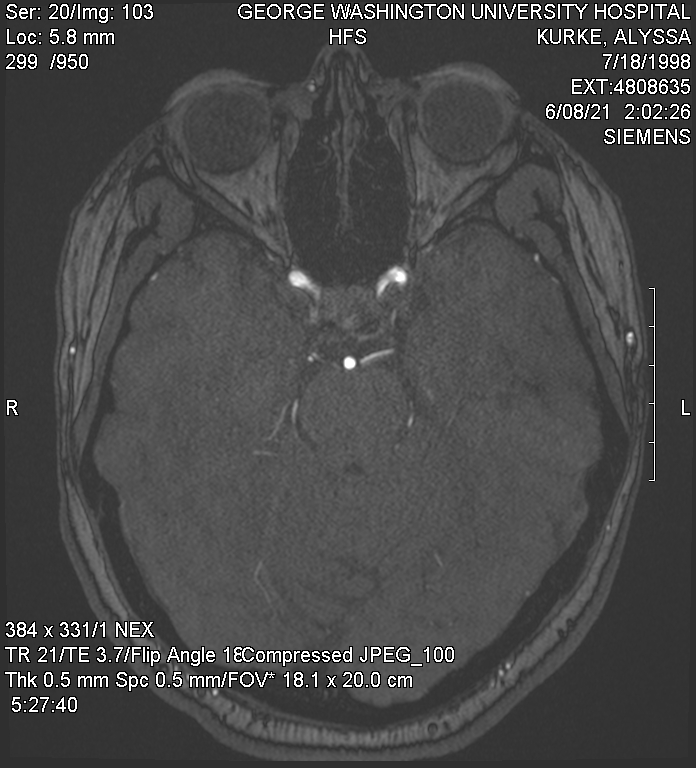 Ser: 20/Img: 103
Loc: 5.8 mm
299 /950
HFS
GEORGE WASHINGTON UNIVERSITY HOSPITAL
KURKE, ALYSSA
7/18/1998
EXT:4808635
6/08/21 2:02:26
SIEMENS
R
L
384 x 331/1 NEX
TR 21/TE 3.7/Flip Angle 18Compressed JPEG_100
Thk 0.5 mm Spc 0.5 mm/FOV* 18.1 x 20.0 cm
5:27:40